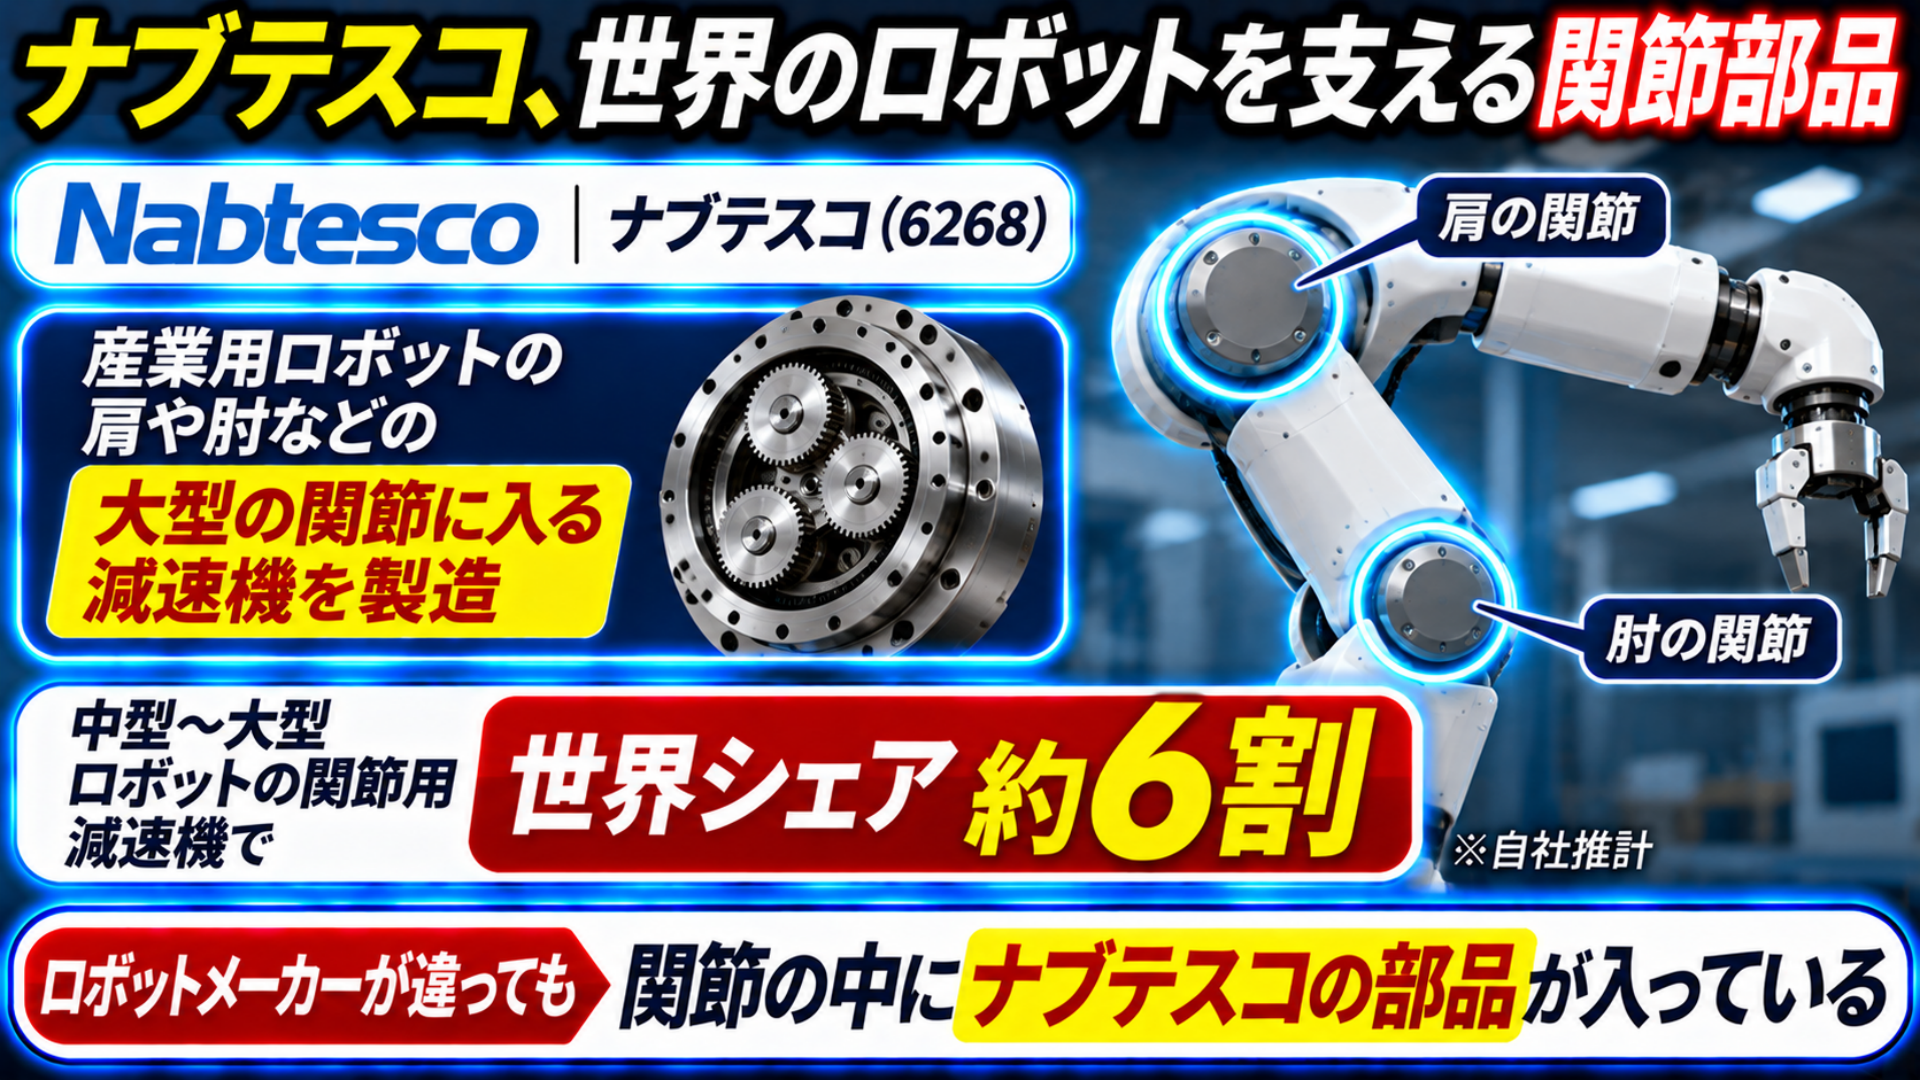 ナブテスコ、世界のロボットを支える関節部品
Nabtesco
ナブテスコ(6268)
肩の関節
産業用ロボットの
肩や肘などの
大型の関節に入る
減速機を製造
肘の関節
中型～大型
ロボットの関節用
減速機で
世界シェア 約6割
※自社推計
ロボットメーカーが違っても
関節の中にナブテスコの部品が入っている